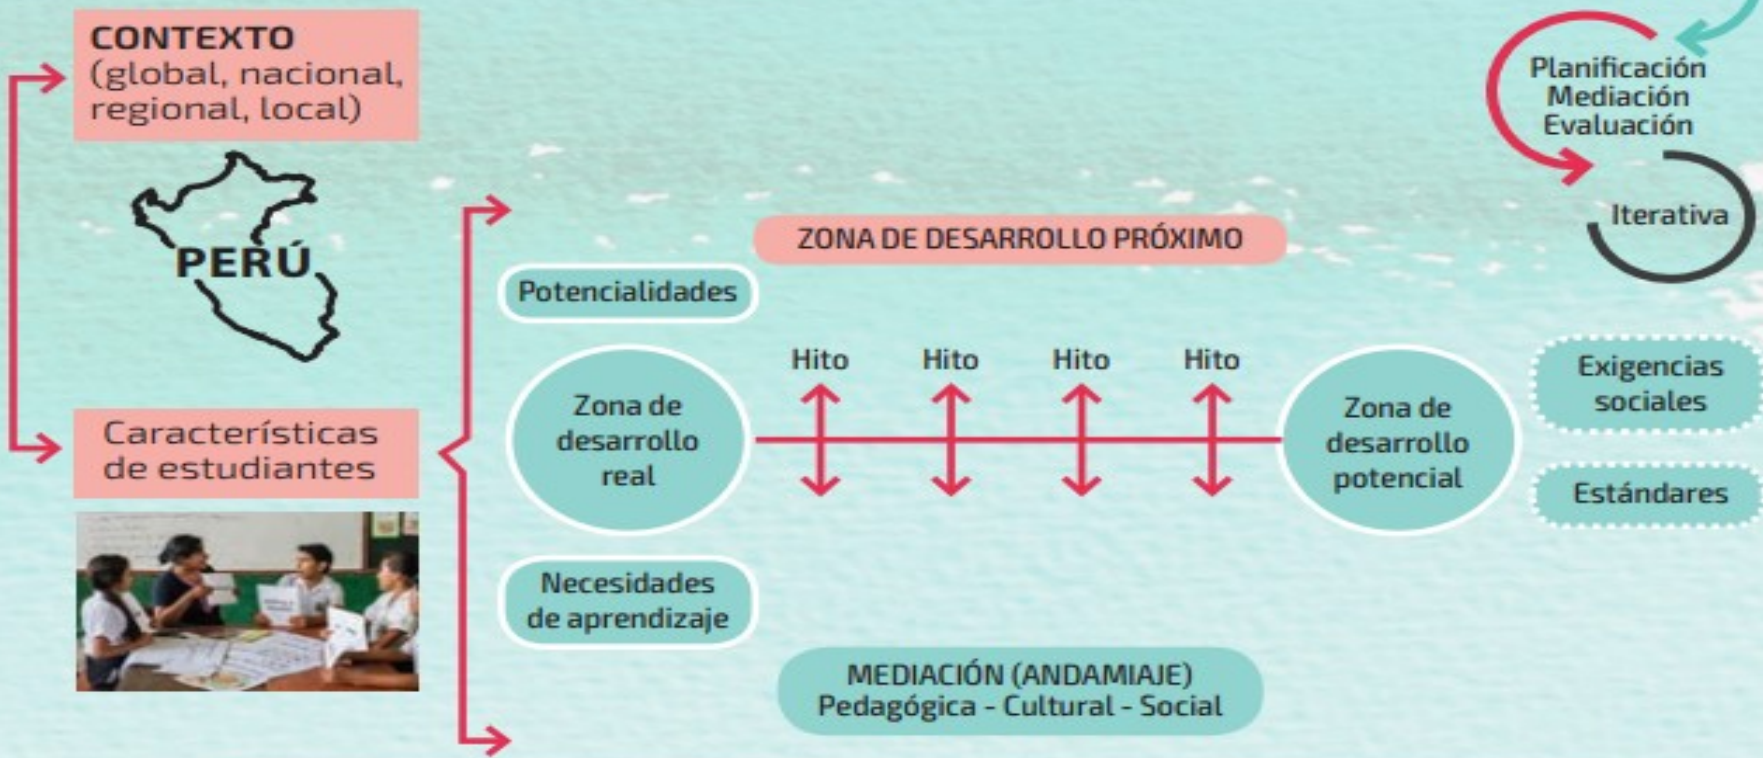 CONTEXTO
(global, nacional,
regional, local)
PERÚ
Características
de estudiantes
ZONA DE DESARROLLO PRÓXIMO
Potencialidades
Zona de
desarrollo
real
Necesidades
de aprendizaje
Hito
Hito
Hito
Hito
Zona de
desarrollo
potencial
MEDIACIÓN (ANDAMIAJE)
Pedagógica - Cultural - Social
Planificación
Mediación
Evaluación
Iterativa
Exigencias
sociales
Estándares